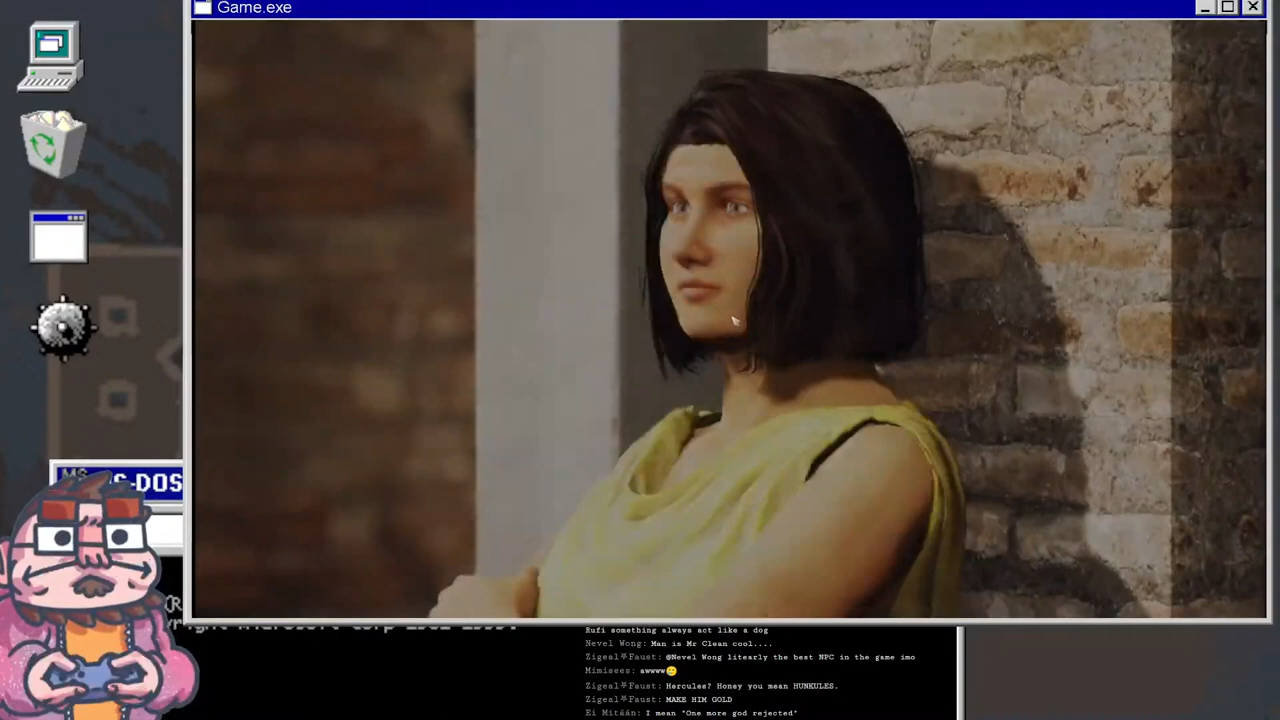 Game.exe
S-DOS
Rufi something always act like a dog
Nevel Wong: Man is Mr Clean cool....
Zigeal⛧Faust: @Nevel Wong litearly the best NPC in the game imo
Mimisees: awwww🙂
Zigeal⛧Faust: Hercules? Honey you mean HUNKULES.
Zigeal⛧Faust: MAKE HIM GOLD
Ei Mitään: I mean "One more god rejected"